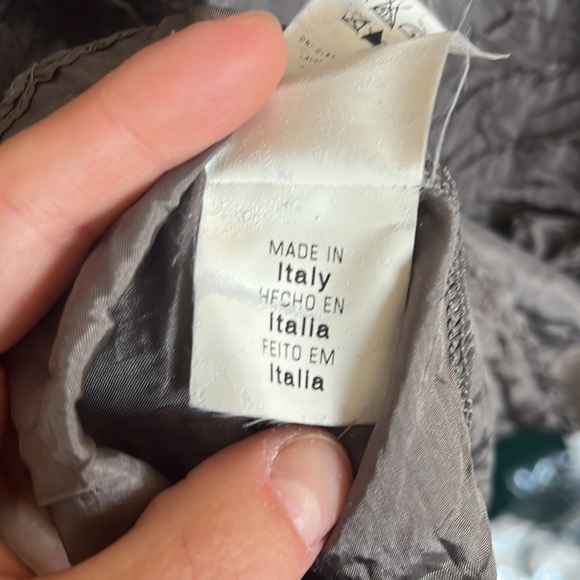 MADE IN
Italy
HECHO EN
Italia
FEITO EM
Italia